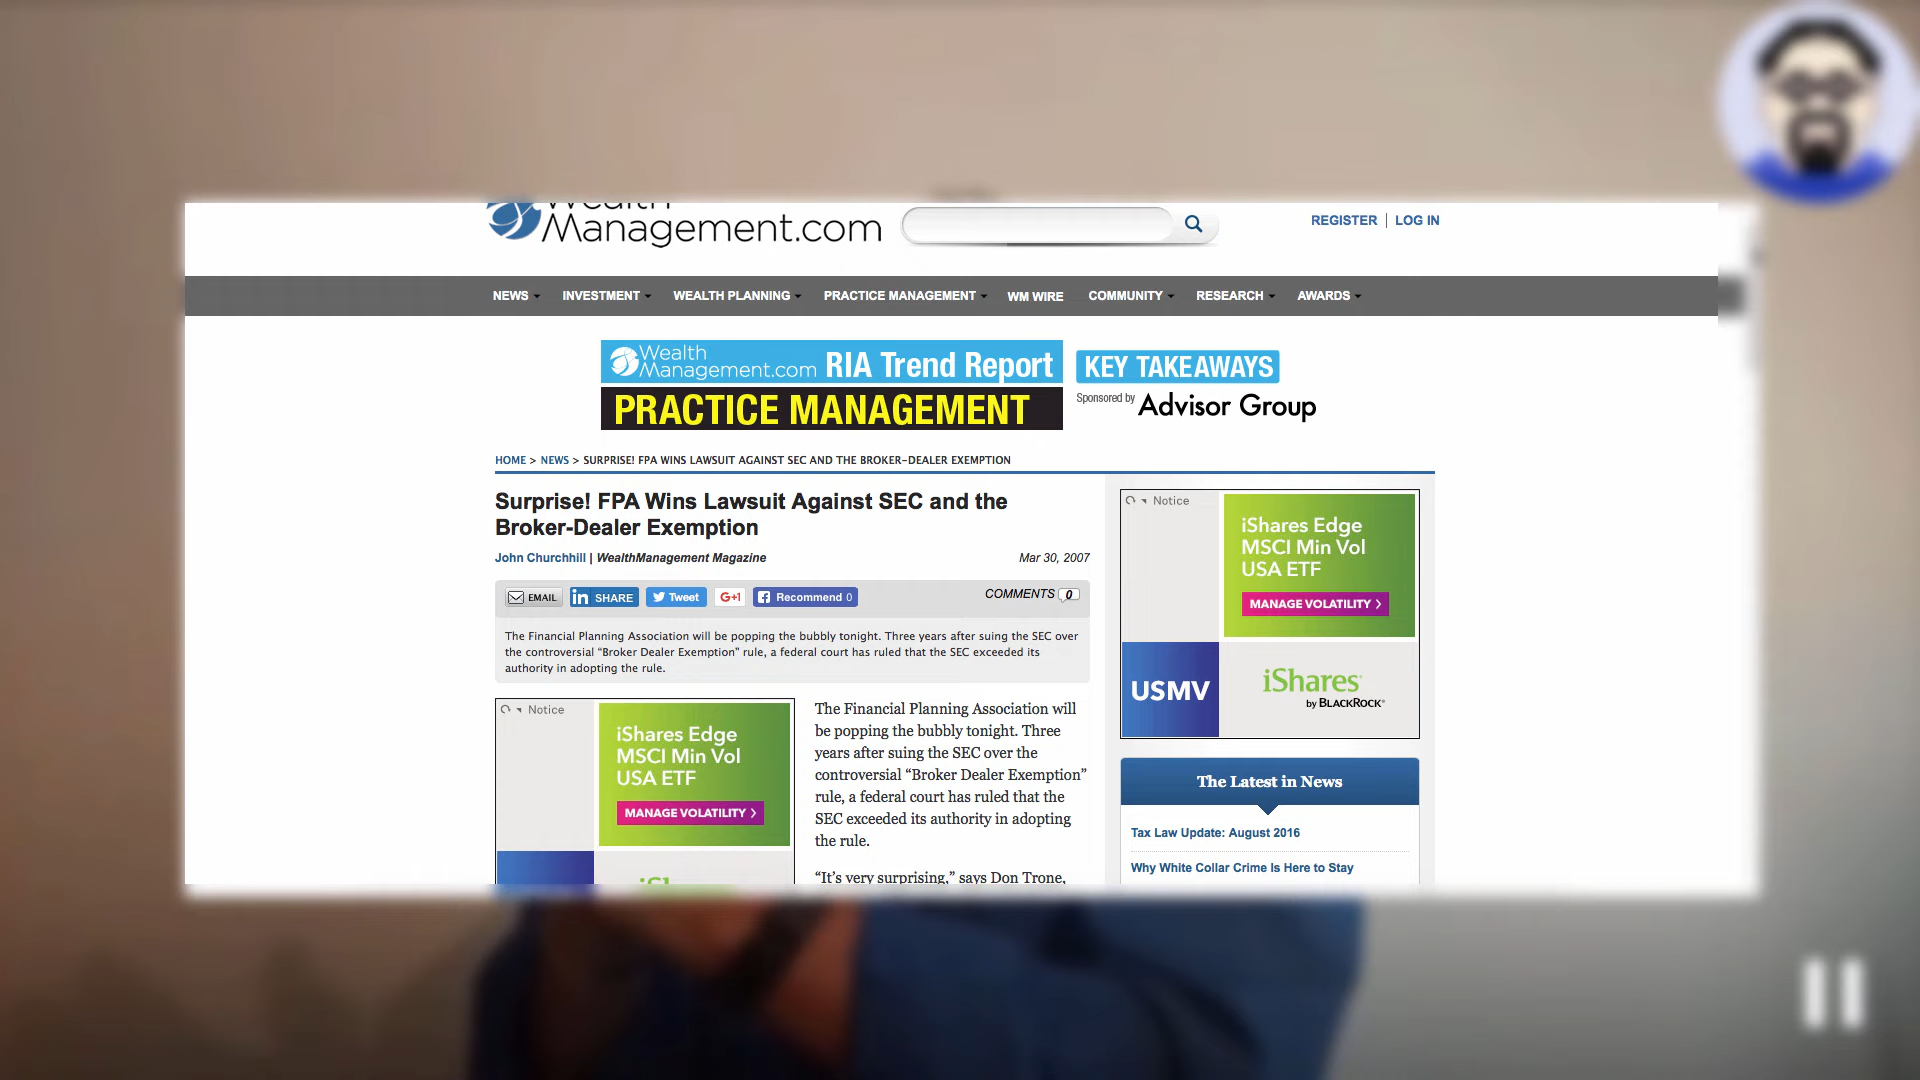 Wealth
Management.com
REGISTER | LOG IN
NEWS INVESTMENT WEALTH PLANNING PRACTICE MANAGEMENT WM WIRE COMMUNITY RESEARCH AWARDS
Wealth
Management.com RIA Trend Report
PRACTICE MANAGEMENT
KEY TAKEAWAYS
Sponsored by Advisor Group
HOME > NEWS > SURPRISE! FPA WINS LAWSUIT AGAINST SEC AND THE BROKER-DEALER EXEMPTION
Surprise! FPA Wins Lawsuit Against SEC and the
Broker-Dealer Exemption
John Churchhill | WealthManagement Magazine Mar 30, 2007
EMAIL in SHARE Tweet G+1 Recommend 0 COMMENTS 0
The Financial Planning Association will be popping the bubbly tonight. Three years after suing the SEC over
the controversial “Broker Dealer Exemption” rule, a federal court has ruled that the SEC exceeded its
authority in adopting the rule.
Notice
iShares Edge
MSCI Min Vol
USA ETF
MANAGE VOLATILITY >
iSh
The Financial Planning Association will
be popping the bubbly tonight. Three
years after suing the SEC over the
controversial “Broker Dealer Exemption”
rule, a federal court has ruled that the
SEC exceeded its authority in adopting
the rule.
“It’s very surprising,” says Don Trone,
Notice
iShares Edge
MSCI Min Vol
USA ETF
MANAGE VOLATILITY >
USMV
iShares®
by BLACKROCK®
The Latest in News
Tax Law Update: August 2016
Why White Collar Crime Is Here to Stay